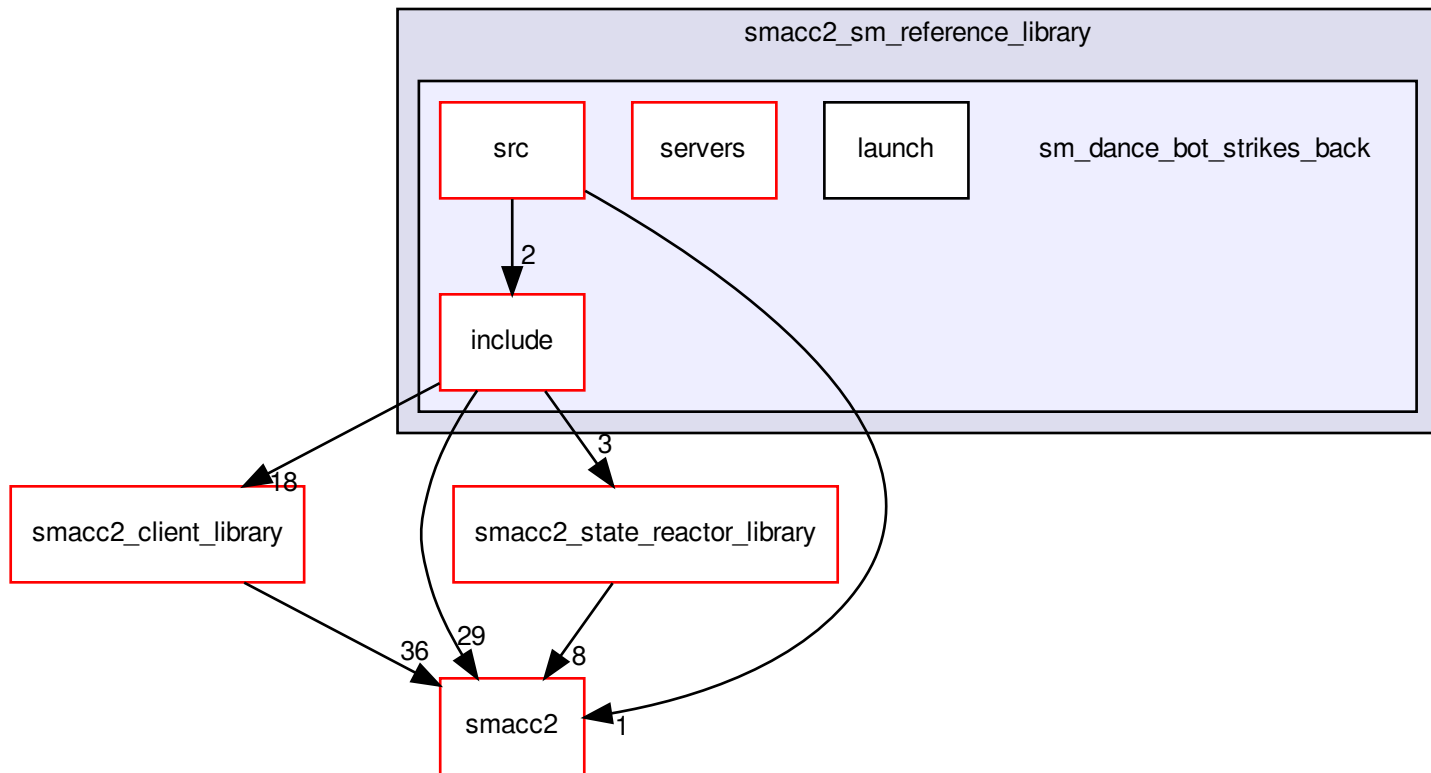 smacc2_sm_reference_library
src
servers
launch
sm_dance_bot_strikes_back
2
include
3
18
smacc2_client_library
smacc2_state_reactor_library
36
29
8
smacc2
1